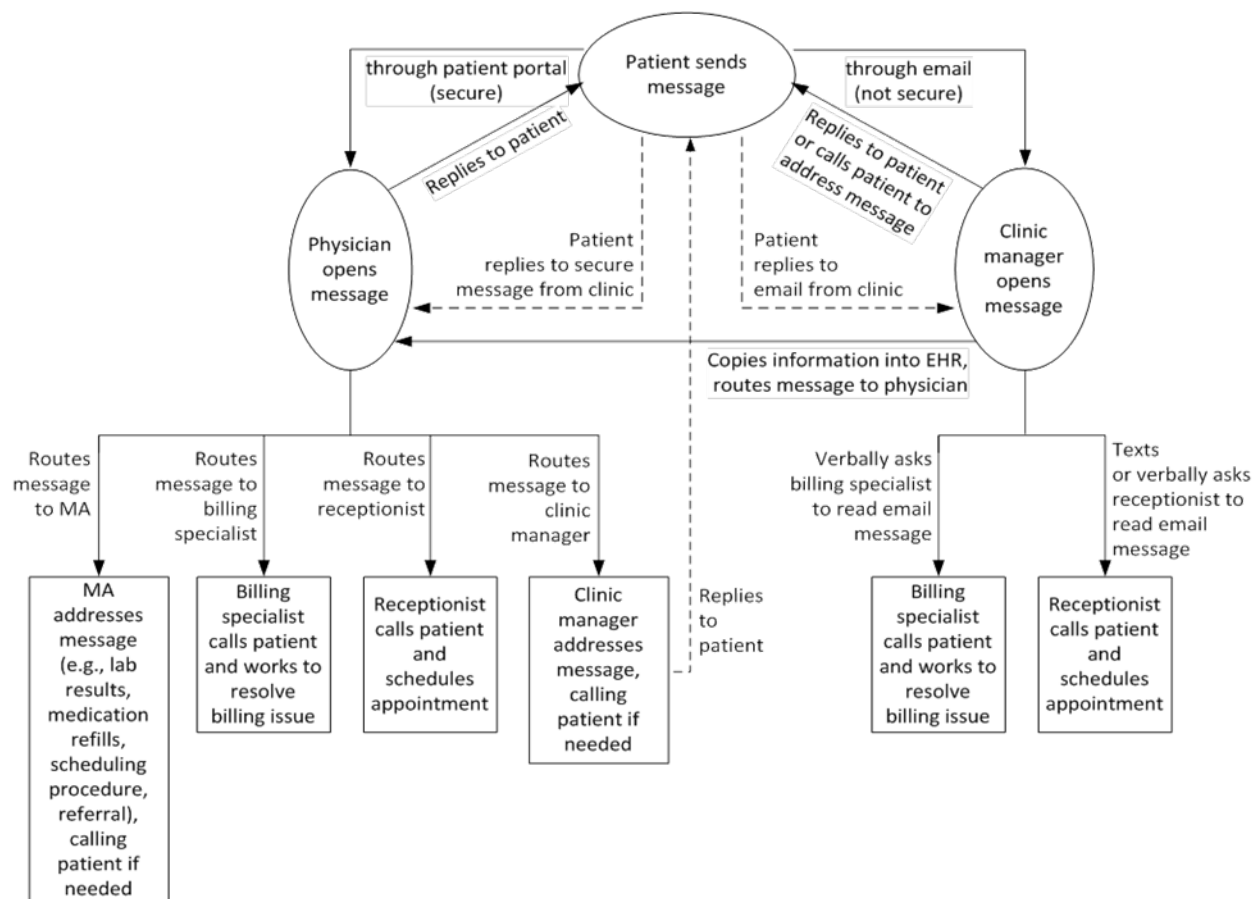 Patient sends
message
through patient portal
(secure)
through email
(not secure)
Replies to patient
Replies to patient
or calls patient to
address message
Physician
opens
message
Clinic
manager
opens
message
Patient
replies to secure
message from clinic
Patient
replies to
email from clinic
Copies information into EHR,
routes message to physician
Routes
message
to MA
Routes
message to
billing
specialist
Routes
message to
receptionist
Routes
message to
clinic
manager
Verbally asks
billing specialist
to read email
message
Texts
or verbally asks
receptionist to
read email
message
MA
addresses
message
(e.g., lab
results,
medication
refills,
scheduling
procedure,
referral),
calling
patient if
needed
Billing
specialist
calls patient
and works to
resolve
billing issue
Receptionist
calls patient
and
schedules
appointment
Clinic
manager
addresses
message,
calling
patient if
needed
Replies
to
patient
Billing
specialist
calls patient
and works to
resolve
billing issue
Receptionist
calls patient
and
schedules
appointment